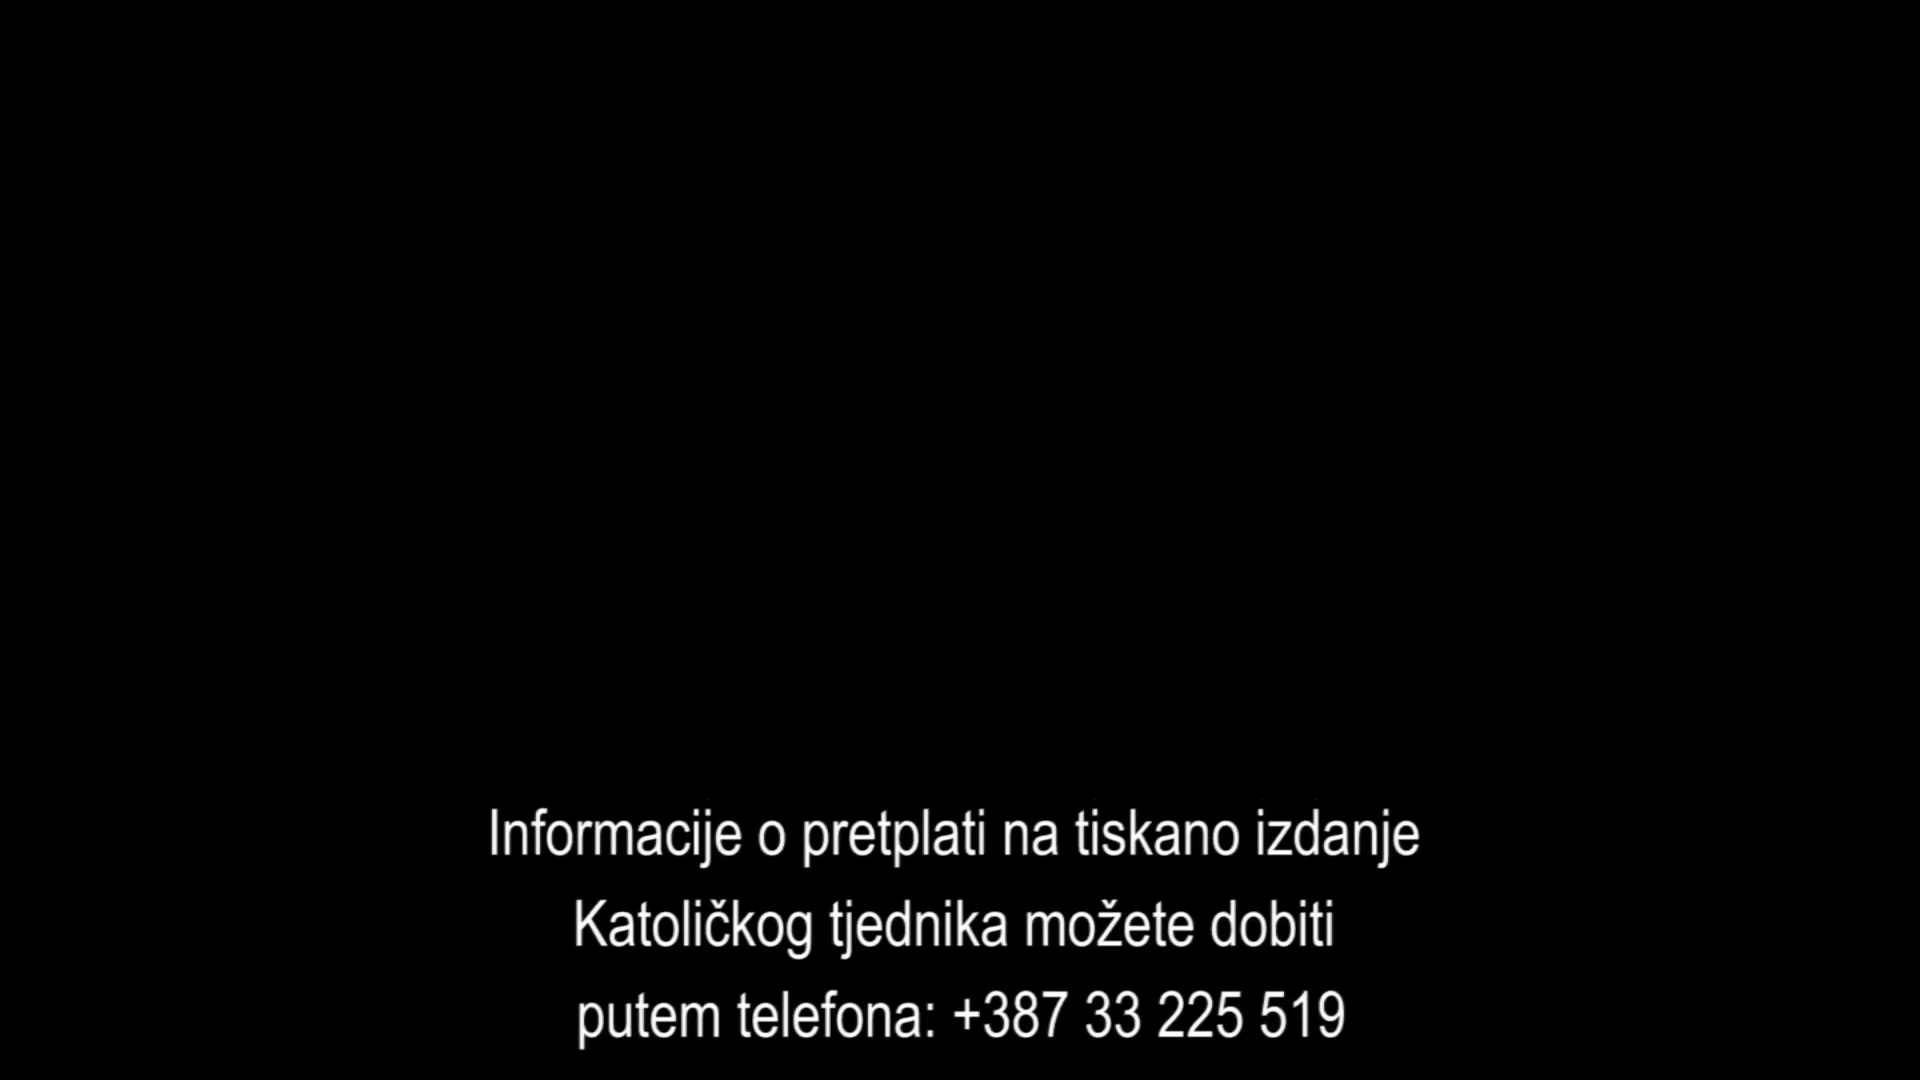 Informacije o pretplati na tiskano izdanje
Katoličkog tjednika možete dobiti
putem telefona: +387 33 225 519